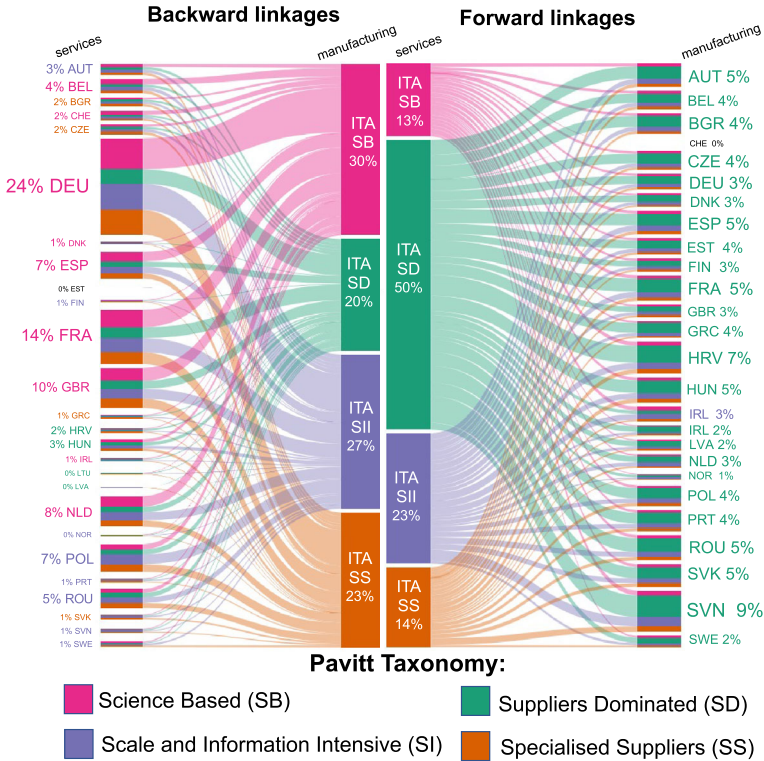 Backward linkages
Forward linkages
services
manufacturing
services
manufacturing
3% AUT
4% BEL
2% BGR
2% CHE
2% CZE
24% DEU
1% DNK
7% ESP
0% EST
1% FIN
14% FRA
10% GBR
1% GRC
2% HRV
3% HUN
1% IRL
0% LTU
0% LVA
8% NLD
0% NOR
7% POL
1% PRT
5% ROU
1% SVK
1% SVN
1% SWE
ITA
SB
30%
ITA
SD
20%
ITA
SII
27%
ITA
SS
23%
ITA
SB
13%
ITA
SD
50%
ITA
SII
23%
ITA
SS
14%
AUT 5%
BEL 4%
BGR 4%
CHE 0%
CZE 4%
DEU 3%
DNK 3%
ESP 5%
EST 4%
FIN 3%
FRA 5%
GBR 3%
GRC 4%
HRV 7%
HUN 5%
IRL 3%
IRL 2%
LVA 2%
NLD 3%
NOR 1%
POL 4%
PRT 4%
ROU 5%
SVK 5%
SVN 9%
SWE 2%
Pavitt Taxonomy:
Science Based (SB)
Suppliers Dominated (SD)
Scale and Information Intensive (SI)
Specialised Suppliers (SS)